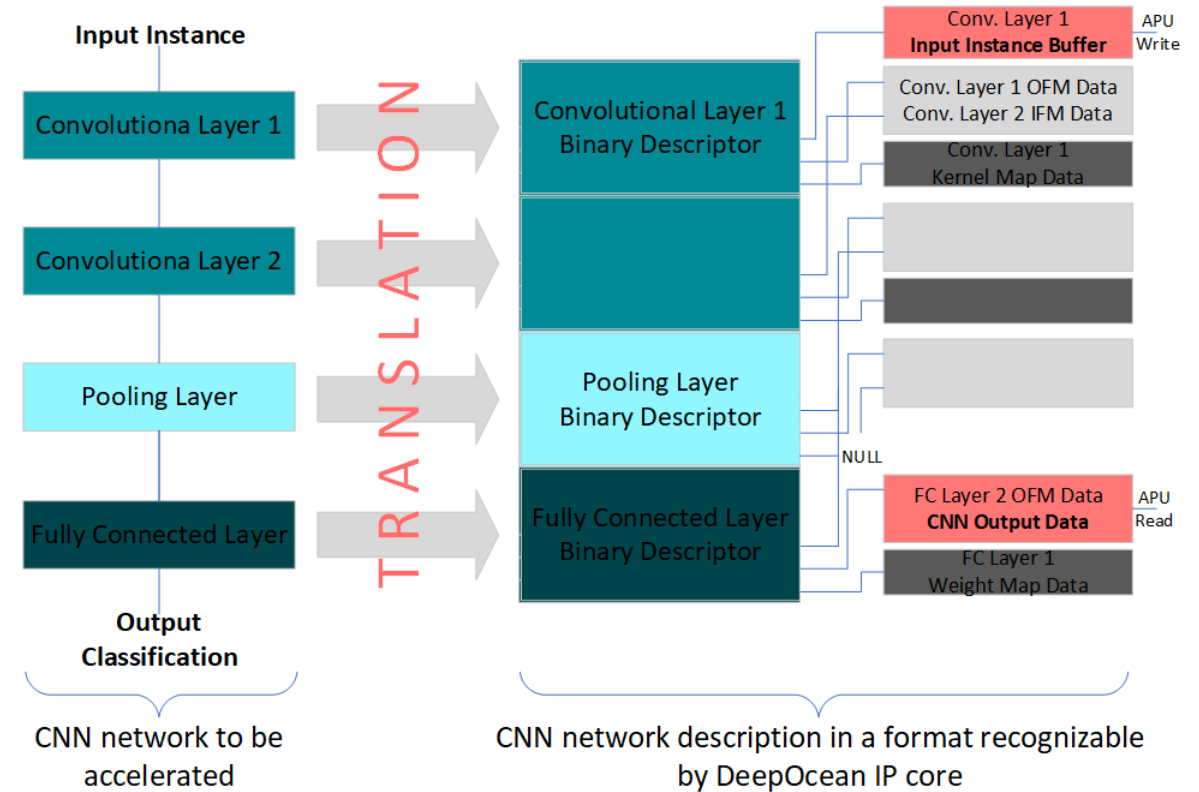 Input Instance
Convolutiona Layer 1
Convolutiona Layer 2
Pooling Layer
Fully Connected Layer
Output
Classification
CNN network to be
accelerated
TRANSLATION
Convolutional Layer 1
Binary Descriptor
Pooling Layer
Binary Descriptor
Fully Connected Layer
Binary Descriptor
Conv. Layer 1
Input Instance Buffer
APU
Write
Conv. Layer 1 OFM Data
Conv. Layer 2 IFM Data
Conv. Layer 1
Kernel Map Data
NULL
FC Layer 2 OFM Data
CNN Output Data
APU
Read
FC Layer 1
Weight Map Data
CNN network description in a format recognizable
by DeepOcean IP core